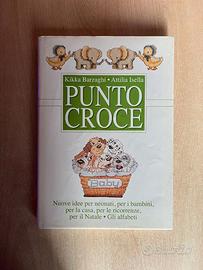 Kikka Barzaghi • Attilia Isella
PUNTO
CROCE
Baby
Nuove idee per neonati, per i bambini,
per la casa, per le ricorrenze,
per il Natale • Gli alfabeti